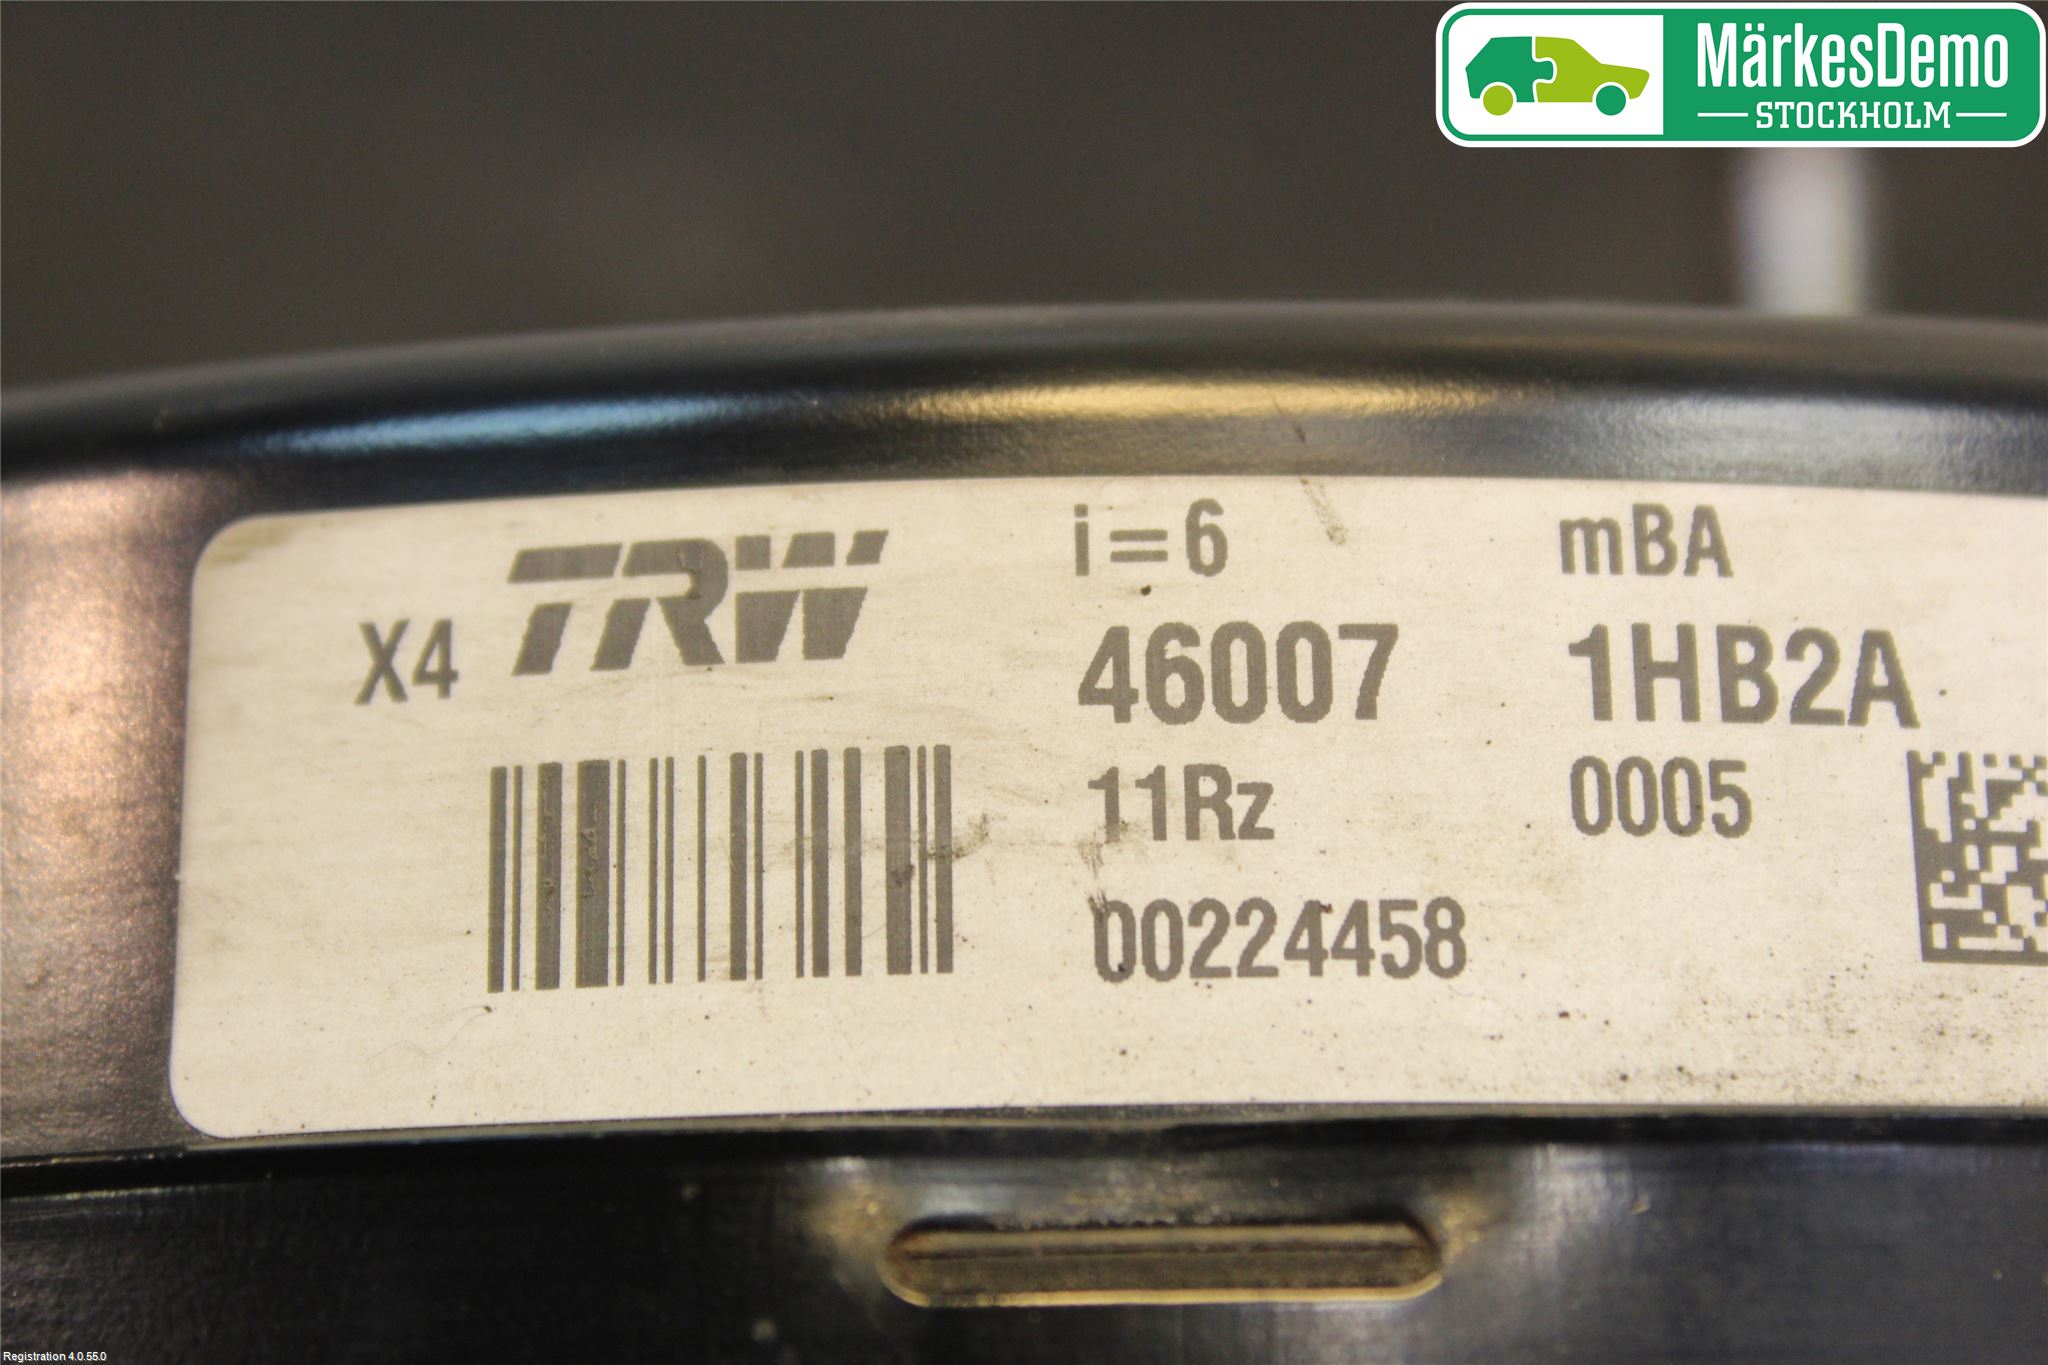 MärkesDemo
STOCKHOLM
X4 TRW i=6 mBA
46007 1HB2A
11Rz 0005
00224458
Registration 4.0.55.0